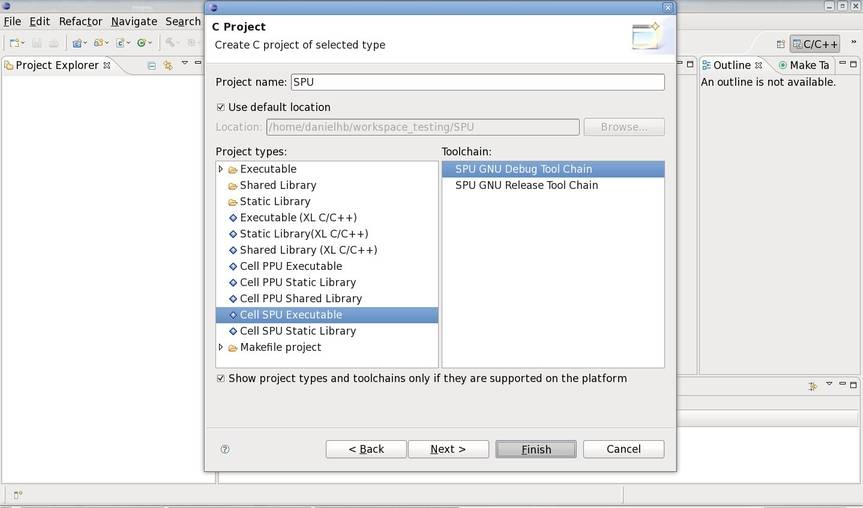 C Project
Create C project of selected type
File Edit Refactor Navigate Search
C/C++
»
Project Explorer
Outline Make Ta
An outline is not available.
Project name: SPU
Use default location
Location: /home/danielhb/workspace_testing/SPU Browse...
Project types: Toolchain:
Executable
Shared Library
Static Library
Executable (XL C/C++)
Static Library(XL C/C++)
Shared Library (XL C/C++)
Cell PPU Executable
Cell PPU Static Library
Cell PPU Shared Library
Cell SPU Executable
Cell SPU Static Library
Makefile project
SPU GNU Debug Tool Chain
SPU GNU Release Tool Chain
Show project types and toolchains only if they are supported on the platform
< Back Next > Finish Cancel